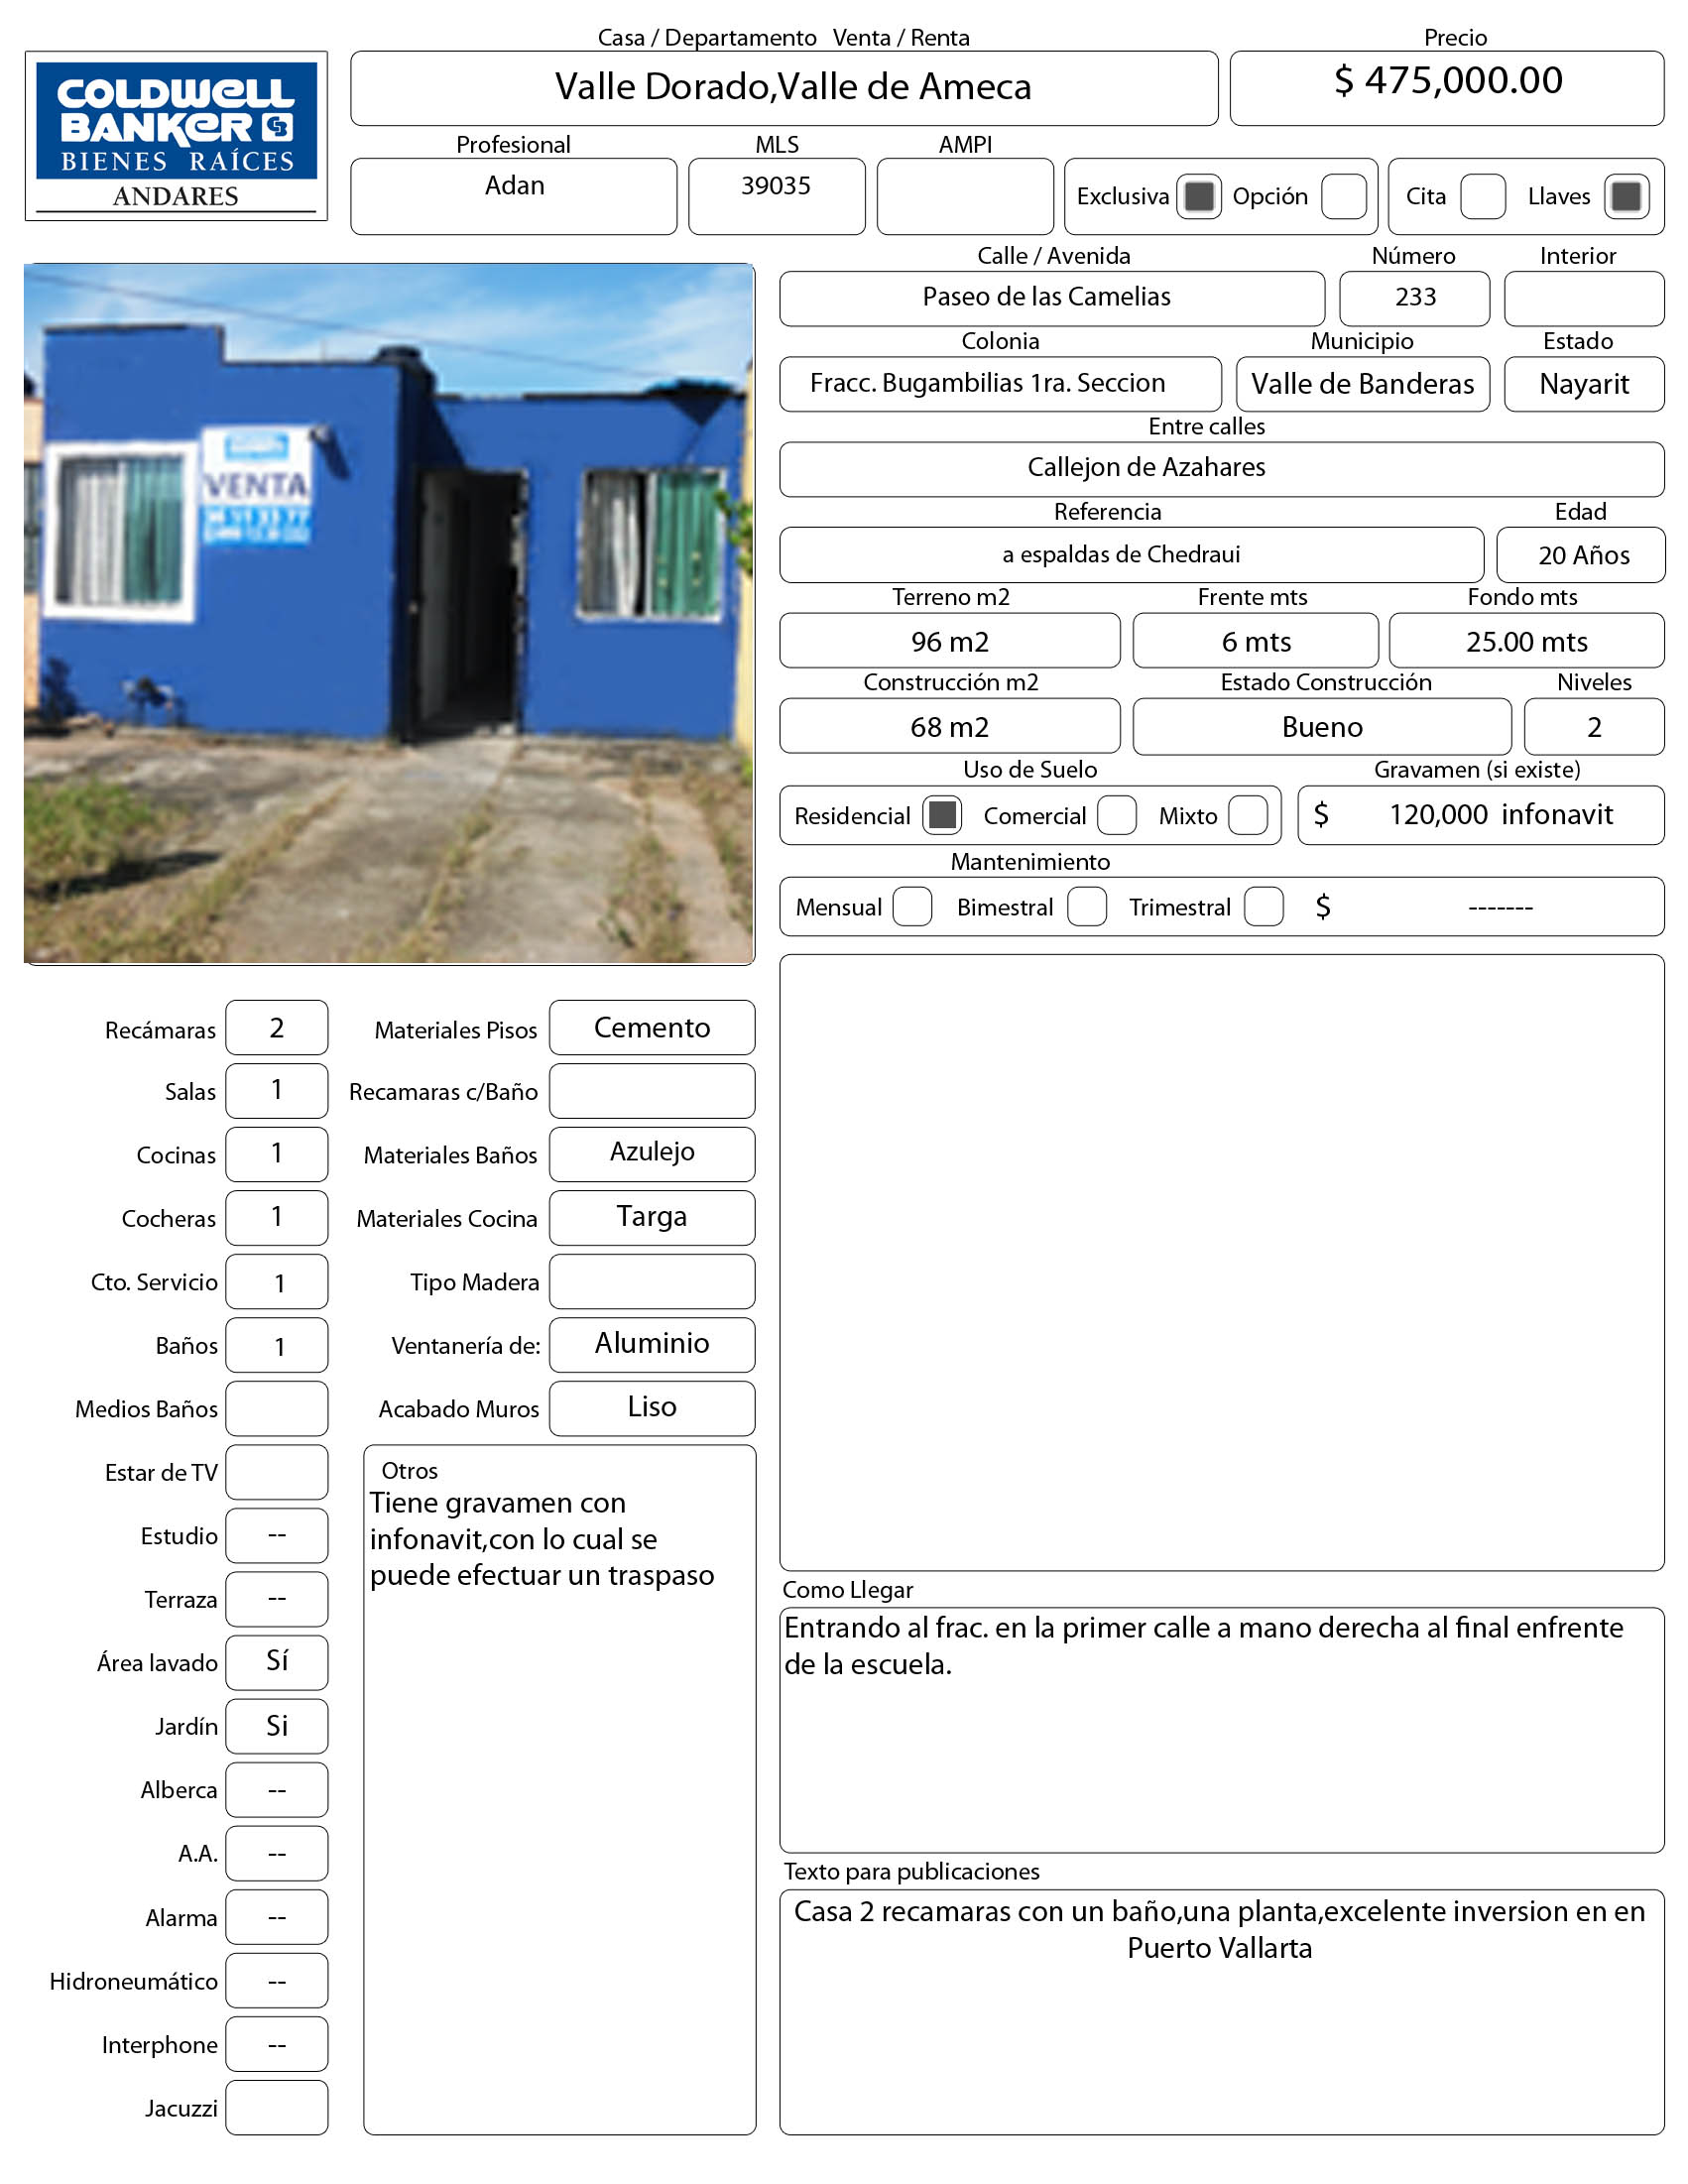 Casa / Departamento Venta / Renta
Precio
COLDWELL
BANKER CB
BIENES RAÍCES
ANDARES
Valle Dorado,Valle de Ameca
$ 475,000.00
Profesional
MLS
AMPI
Adan
39035
Exclusiva
Opción
Cita
Llaves
Calle / Avenida
Número
Interior
Paseo de las Camelias
233
Colonia
Municipio
Estado
Fracc. Bugambilias 1ra. Seccion
Valle de Banderas
Nayarit
Entre calles
Callejon de Azahares
VENTA
Referencia
Edad
a espaldas de Chedraui
20 Años
Terreno m2
Frente mts
Fondo mts
96 m2
6 mts
25.00 mts
Construcción m2
Estado Construcción
Niveles
68 m2
Bueno
2
Uso de Suelo
Gravamen (si existe)
Residencial
Comercial
Mixto
$ 120,000 infonavit
Mantenimiento
Mensual
Bimestral
Trimestral
$ -------
Recámaras 2
Materiales Pisos Cemento
Salas 1
Recamaras c/Baño
Cocinas 1
Materiales Baños Azulejo
Cocheras 1
Materiales Cocina Targa
Cto. Servicio 1
Tipo Madera
Baños 1
Ventanería de: Aluminio
Medios Baños
Acabado Muros Liso
Estar de TV
Estudio --
Terraza --
Área lavado Sí
Jardín Si
Alberca --
A.A. --
Alarma --
Hidroneumático --
Interphone --
Jacuzzi
Otros
Tiene gravamen con
infonavit,con lo cual se
puede efectuar un traspaso
Como Llegar
Entrando al frac. en la primer calle a mano derecha al final enfrente
de la escuela.
Texto para publicaciones
Casa 2 recamaras con un baño,una planta,excelente inversion en en
Puerto Vallarta